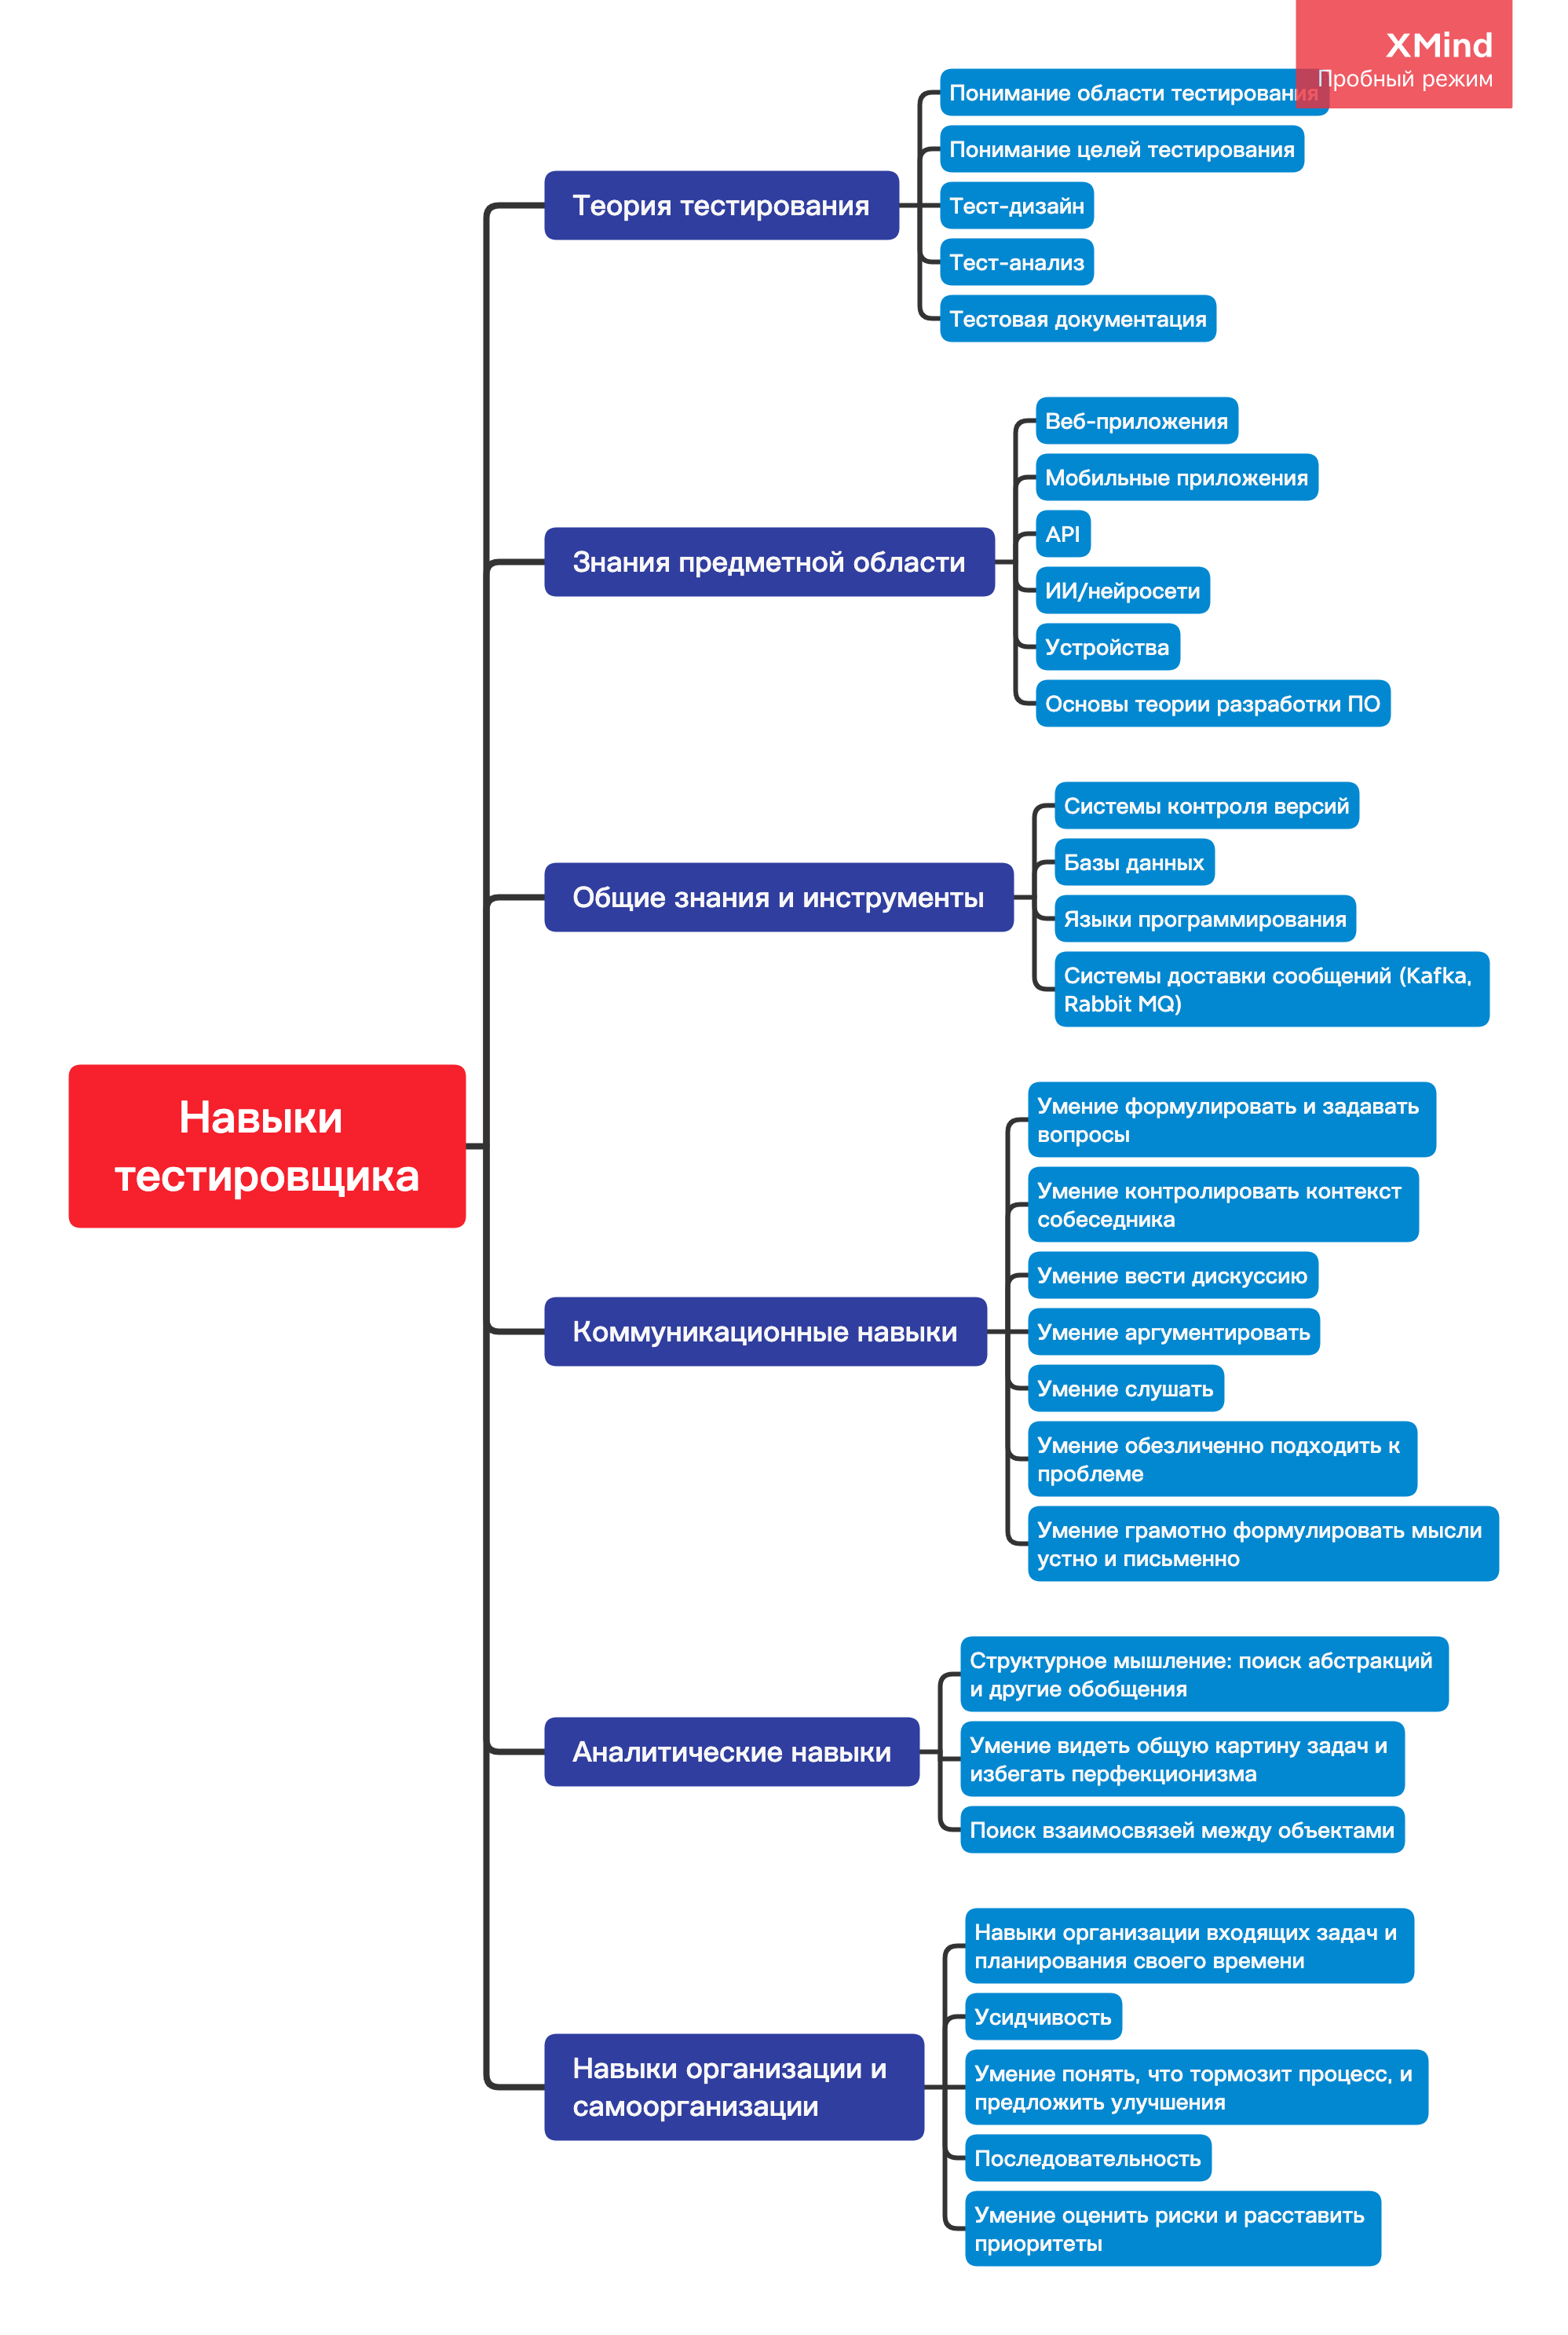 XMind
Пробный режим
Понимание области тестирования
Понимание целей тестирования
Теория тестирования
Тест-дизайн
Тест-анализ
Тестовая документация
Веб-приложения
Мобильные приложения
API
Знания предметной области
ИИ/нейросети
Устройства
Основы теории разработки ПО
Системы контроля версий
Базы данных
Общие знания и инструменты
Языки программирования
Системы доставки сообщений (Kafka,
Rabbit MQ)
Навыки
тестировщика
Умение формулировать и задавать
вопросы
Умение контролировать контекст
собеседника
Умение вести дискуссию
Коммуникационные навыки
Умение аргументировать
Умение слушать
Умение обезличенно подходить к
проблеме
Умение грамотно формулировать мысли
устно и письменно
Структурное мышление: поиск абстракций
и другие обобщения
Аналитические навыки
Умение видеть общую картину задач и
избегать перфекционизма
Поиск взаимосвязей между объектами
Навыки организации входящих задач и
планирования своего времени
Усидчивость
Навыки организации и
самоорганизации
Умение понять, что тормозит процесс, и
предложить улучшения
Последовательность
Умение оценить риски и расставить
приоритеты